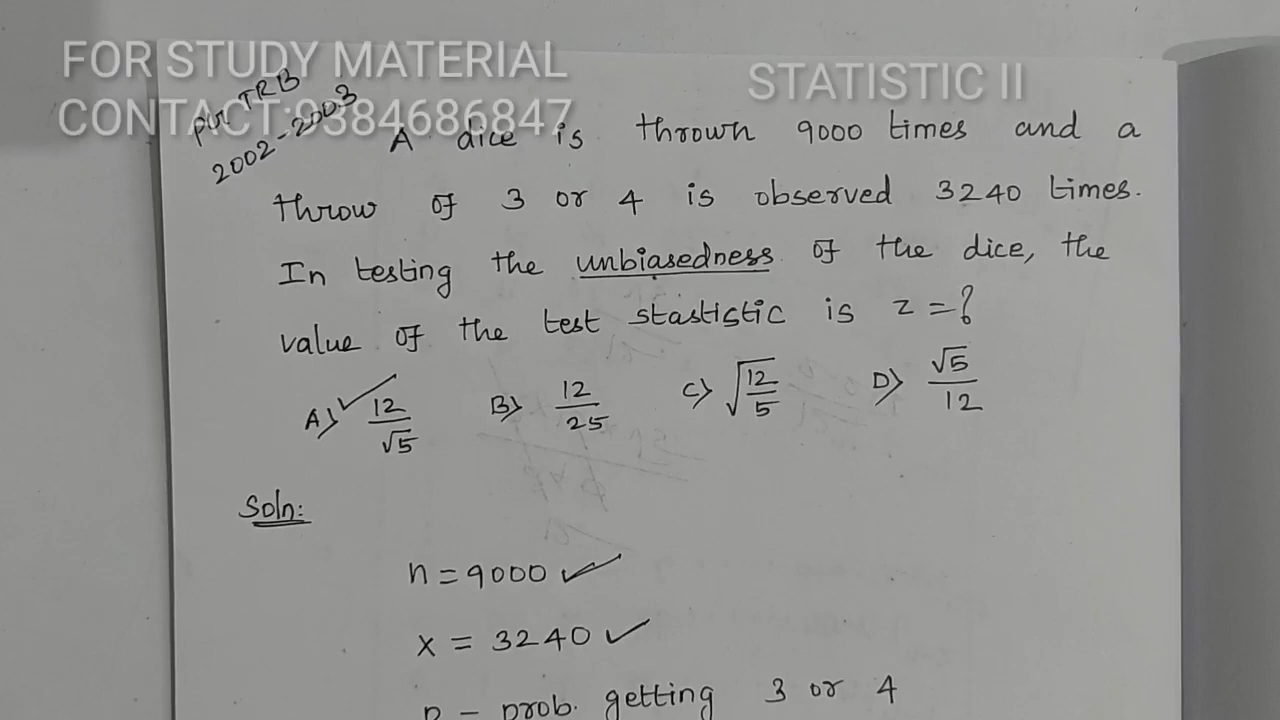 FOR STUDY MATERIAL
CONTACT:9384686847
STATISTIC II
TRB
2002-2003
A dice is thrown 9000 times and a
throw of 3 or 4 is observed 3240 times.
In testing the unbiasedness of the dice, the
value of the test stastistic is z=?
A) 12/√5 B) 12/25 C) √12/5 D) √5/12
Soln:
n=9000
x = 3240
p - prob. getting 3 or 4